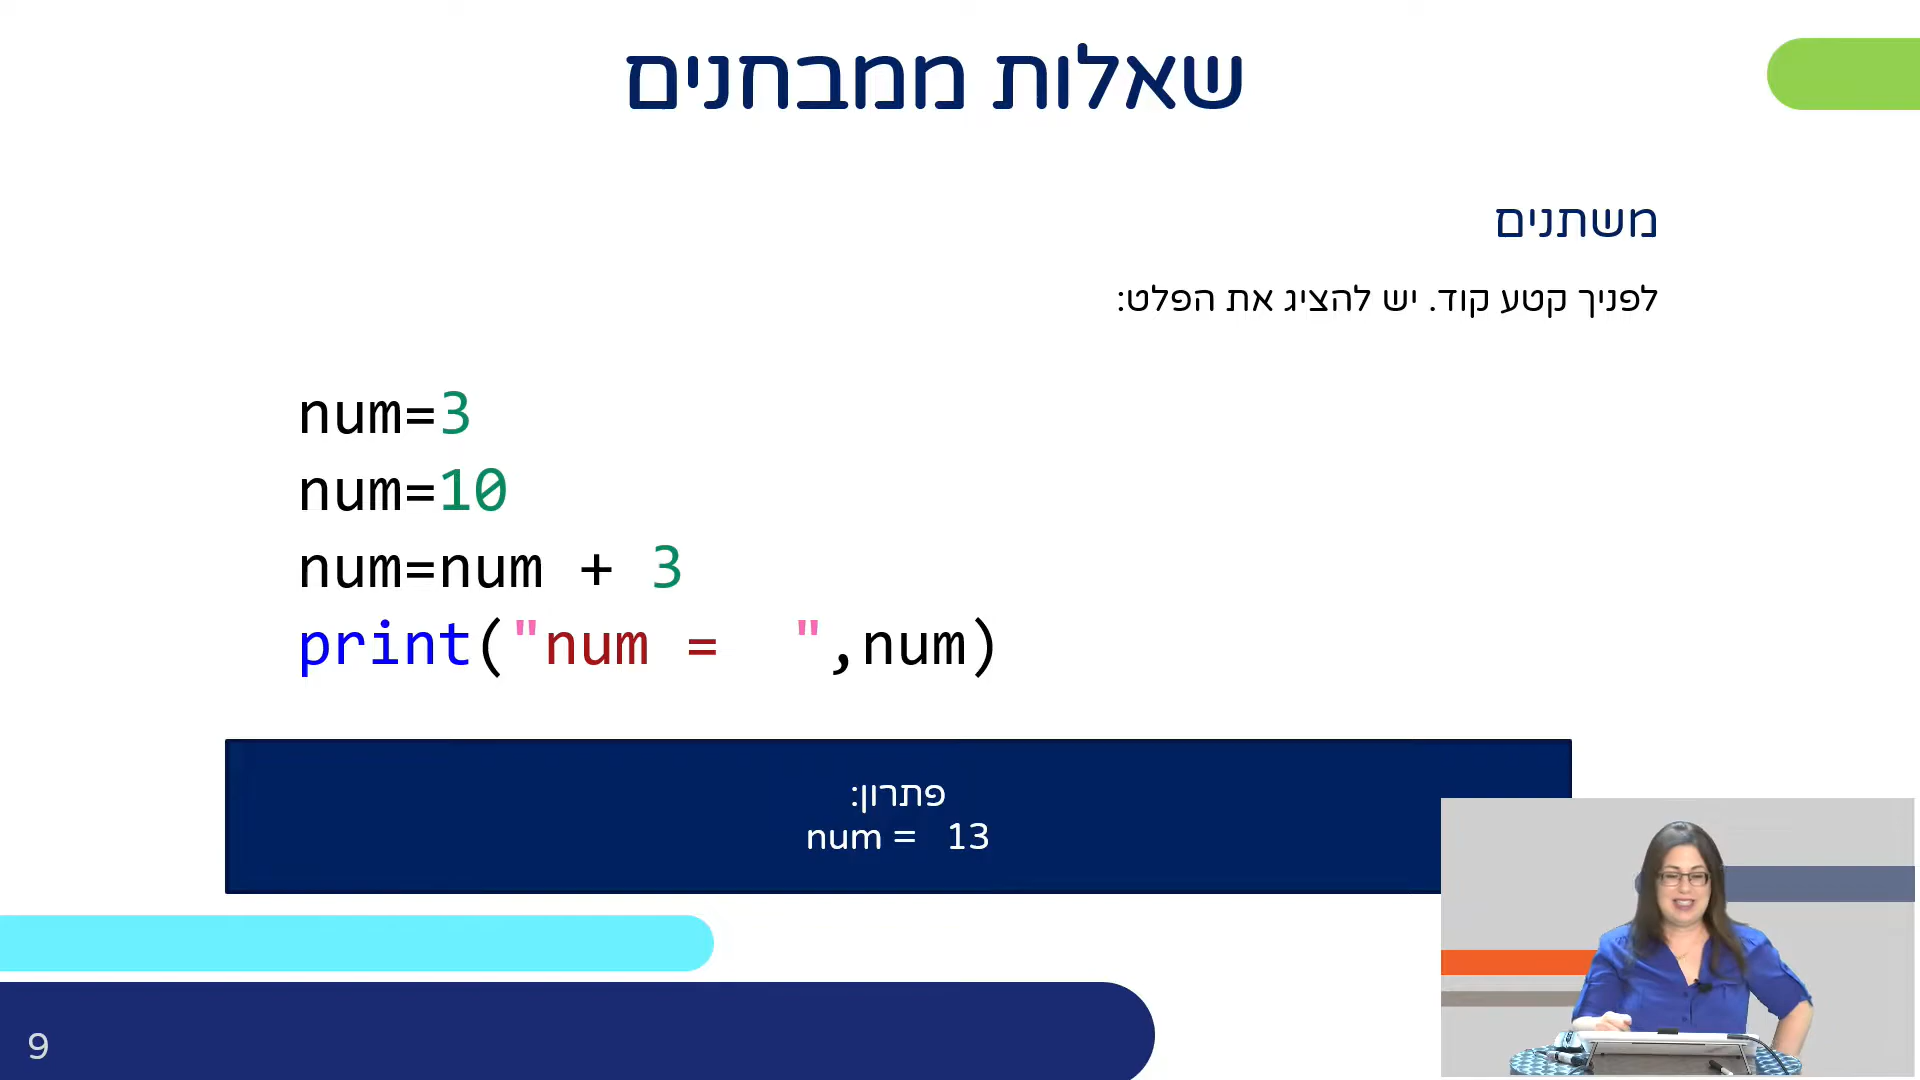 שאלות ממבחנים
משתנים
לפניך קטע קוד. יש להציג את הפלט:
num=3
num=10
num=num + 3
print("num =  ",num)
פתרון:
num =  13
9